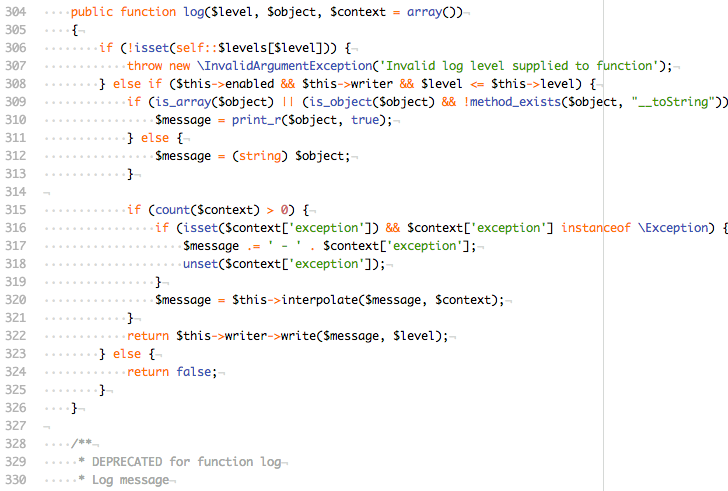 304 public function log($level, $object, $context = array())
305 {
306 if (!isset(self::$levels[$level])) {
307 throw new \InvalidArgumentException('Invalid log level supplied to function');
308 } else if ($this->enabled && $this->writer && $level <= $this->level) {
309 if (is_array($object) || (is_object($object) && !method_exists($object, "__toString"))
310 $message = print_r($object, true);
311 } else {
312 $message = (string) $object;
313 }
314
315 if (count($context) > 0) {
316 if (isset($context['exception']) && $context['exception'] instanceof \Exception) {
317 $message .= ' - ' . $context['exception'];
318 unset($context['exception']);
319 }
320 $message = $this->interpolate($message, $context);
321 }
322 return $this->writer->write($message, $level);
323 } else {
324 return false;
325 }
326 }
327
328 /**
329 * DEPRECATED for function log
330 * Log message